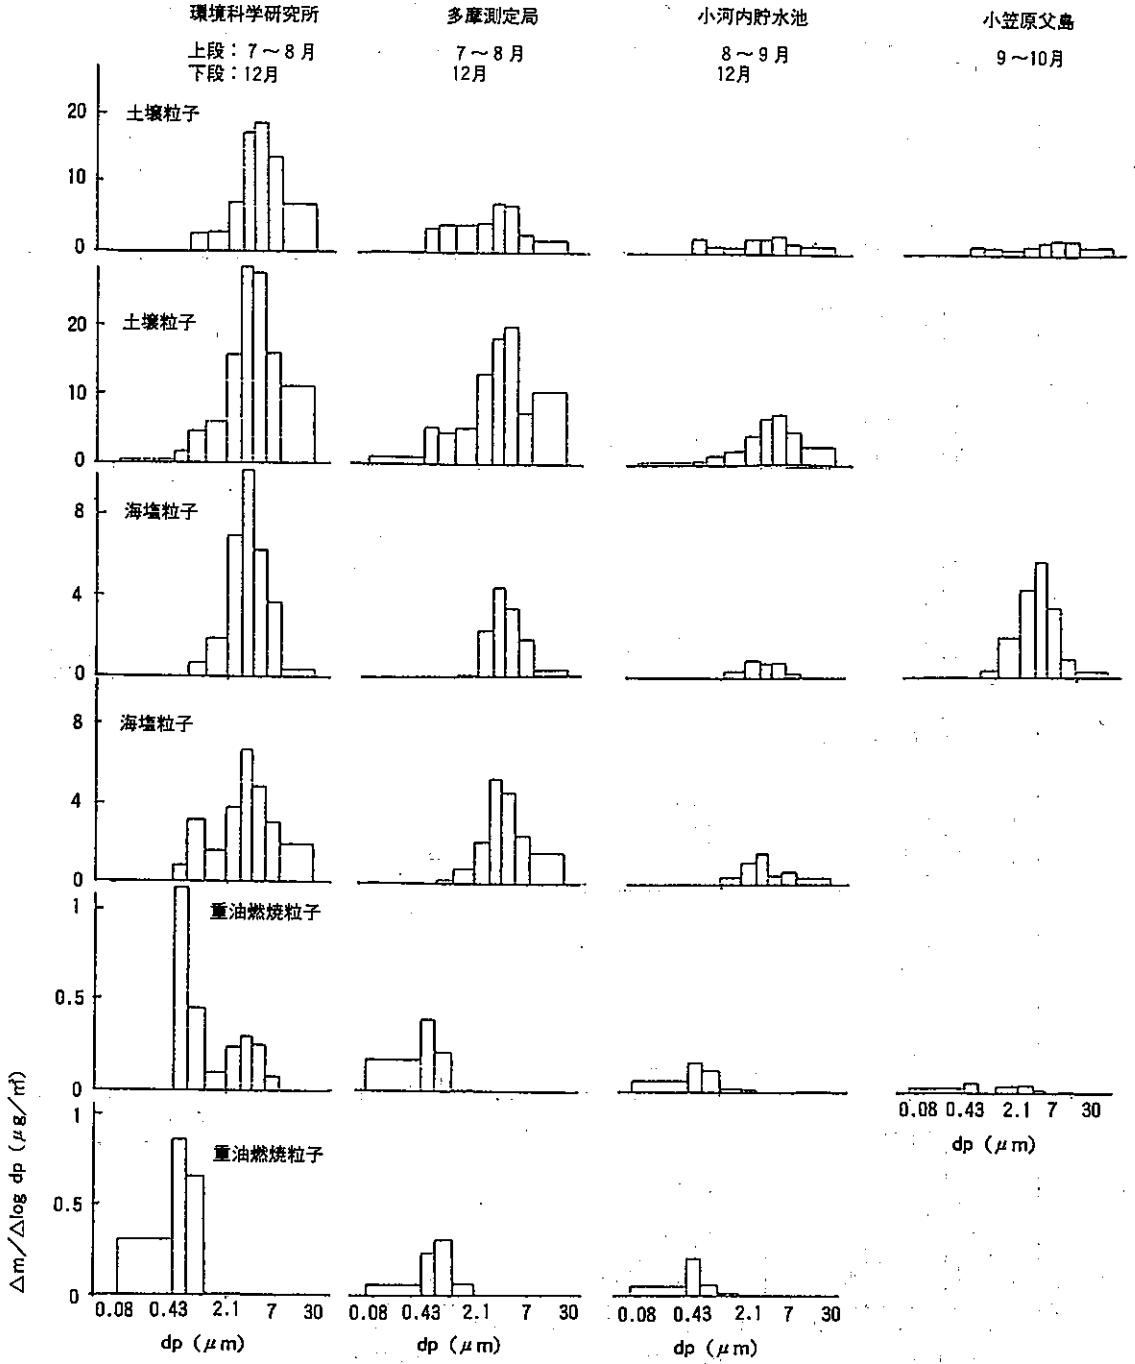 環境科学研究所 多摩測定局 小河内貯水池 小笠原父島
上段：7～8月 7～8月 8～9月 9～10月
下段：12月 12月 12月
土壌粒子
20
10
0
土壌粒子
20
10
0
海塩粒子
8
4
0
海塩粒子
8
4
0
重油燃焼粒子
1
0.5
0
0.08 0.43 2.1 7 30
dp (μm)
重油燃焼粒子
1
0.5
0
△m/△log dp (μg/㎥)
0.08 0.43 2.1 7 30 0.08 0.43 2.1 7 30 0.08 0.43 2.1 7 30
dp (μm) dp (μm) dp (μm)